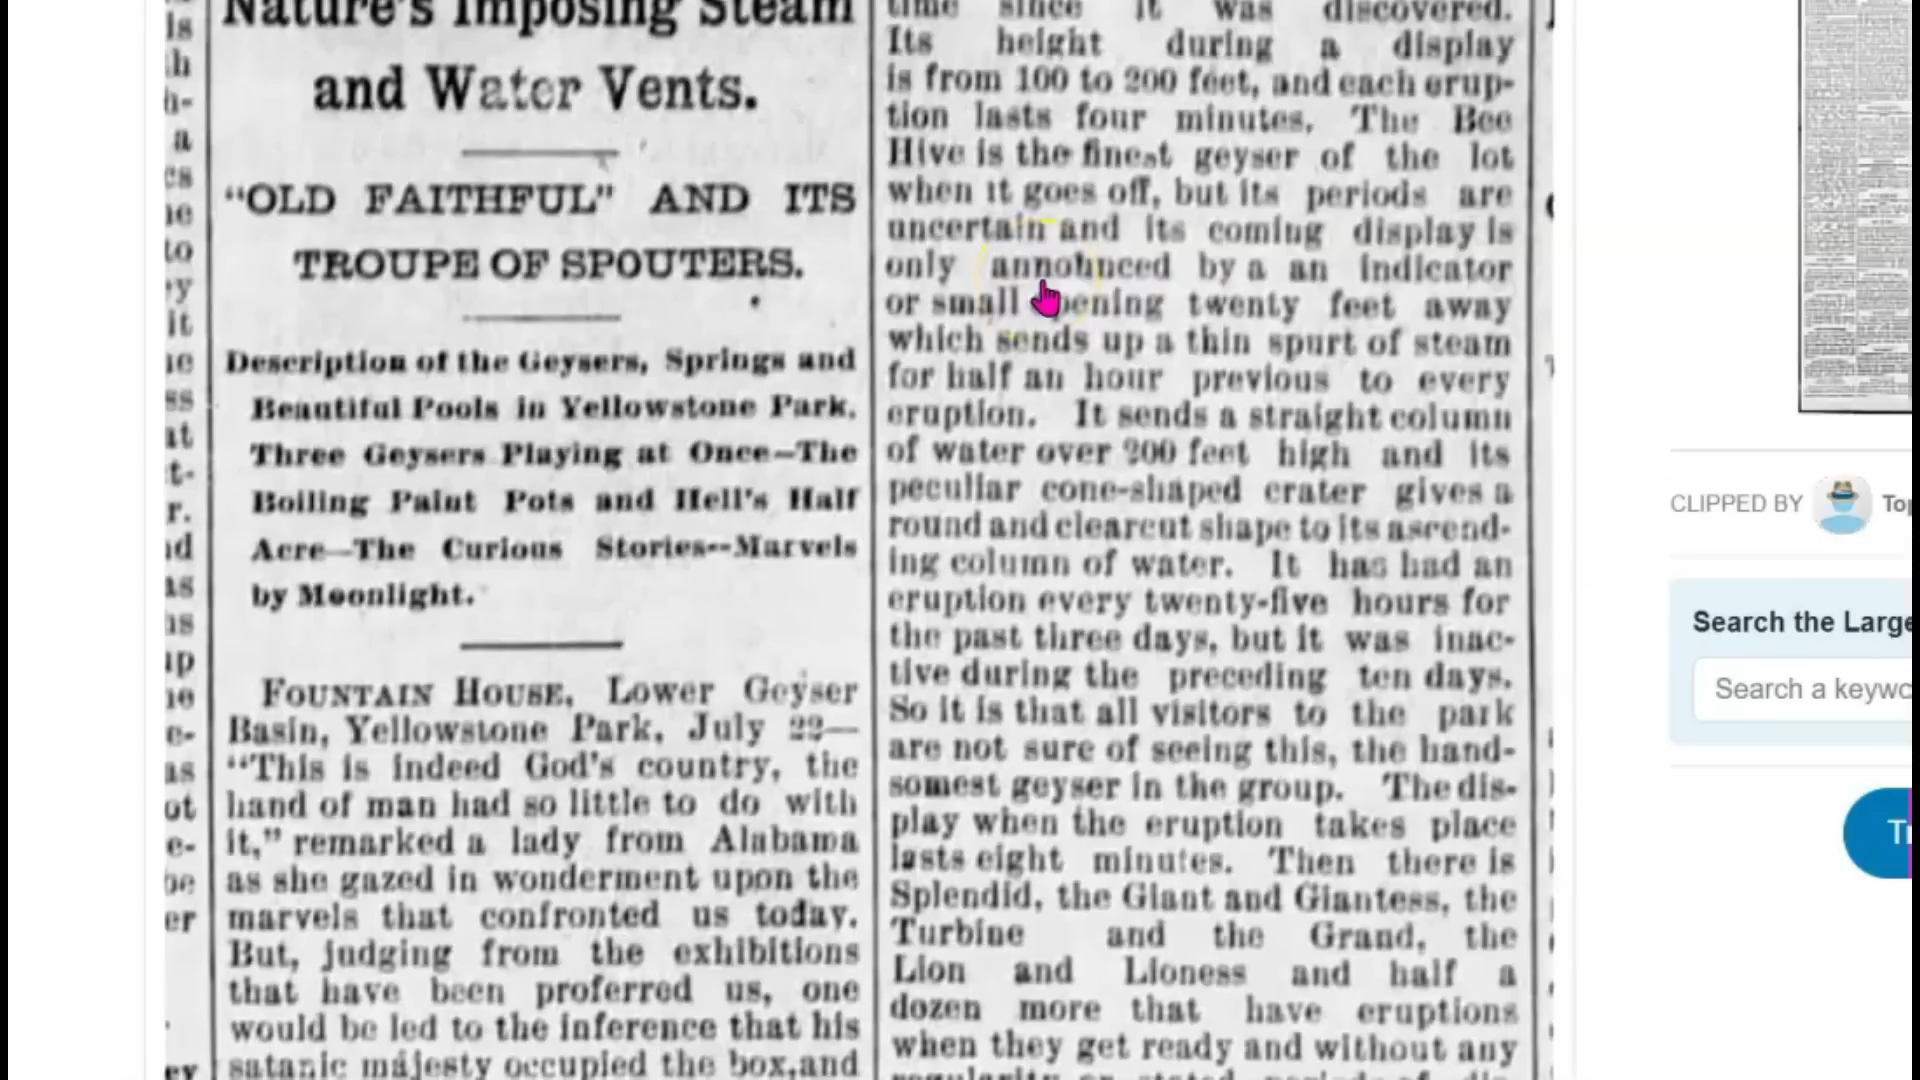 Nature's Imposing Steam
and Water Vents.
"OLD FAITHFUL" AND ITS
TROUPE OF SPOUTERS.
Description of the Geysers, Springs and
Beautiful Pools in Yellowstone Park.
Three Geysers Playing at Once—The
Boiling Paint Pots and Hell's Half
Acre—The Curious Stories--Marvels
by Moonlight.
FOUNTAIN HOUSE, Lower Geyser
Basin, Yellowstone Park, July 22—
"This is indeed God's country, the
hand of man had so little to do with
it," remarked a lady from Alabama
as she gazed in wonderment upon the
marvels that confronted us today.
But, judging from the exhibitions
that have been proferred us, one
would be led to the inference that his
satanic majesty occupied the box,and
time since it was discovered.
Its height during a display
is from 100 to 200 feet, and each erup-
tion lasts four minutes. The Bee
Hive is the finest geyser of the lot
when it goes off, but its periods are
uncertain and its coming display is
only announced by a an indicator
or small opening twenty feet away
which sends up a thin spurt of steam
for half an hour previous to every
eruption. It sends a straight column
of water over 200 feet high and its
peculiar cone-shaped crater gives a
round and clearcut shape to its ascend-
ing column of water. It has had an
eruption every twenty-five hours for
the past three days, but it was inac-
tive during the preceding ten days.
So it is that all visitors to the park
are not sure of seeing this, the hand-
somest geyser in the group. The dis-
play when the eruption takes place
lasts eight minutes. Then there is
Splendid, the Giant and Giantess, the
Turbine and the Grand, the
Lion and Lioness and half a
dozen more that have eruptions
when they get ready and without any
CLIPPED BY
Search the Large
Search a keywo